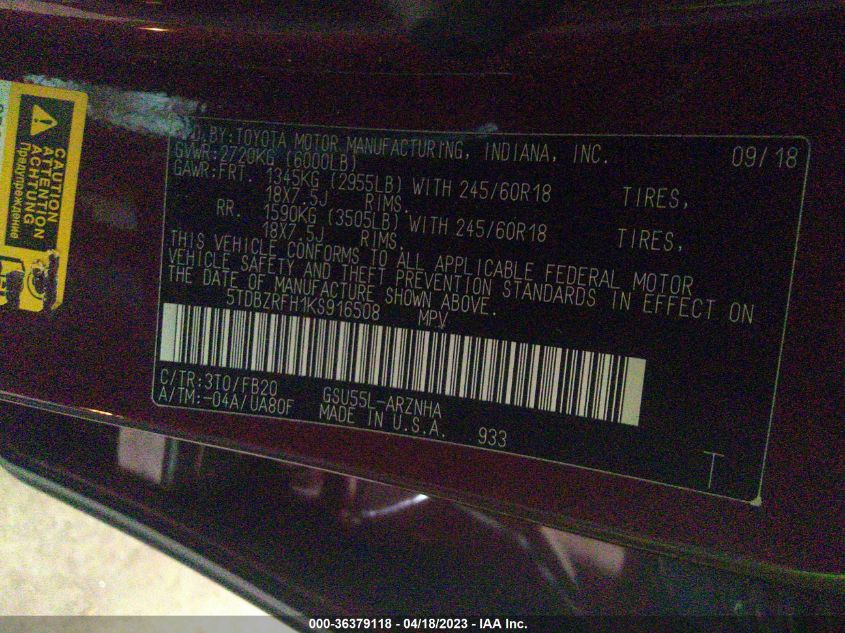 CAUTION
ATTENTION
ACHTUNG
Предупреждение
BY:TOYOTA MOTOR MANUFACTURING, INDIANA, INC. 09/18
GVWR:2720KG (6000LB)
GAWR:FRT. 1345KG (2955LB) WITH 245/60R18 TIRES,
18X7.5J RIMS.
RR. 1590KG (3505LB) WITH 245/60R18 TIRES,
18X7.5J RIMS.
THIS VEHICLE CONFORMS TO ALL APPLICABLE FEDERAL MOTOR
VEHICLE SAFETY AND THEFT PREVENTION STANDARDS IN EFFECT ON
THE DATE OF MANUFACTURE SHOWN ABOVE.
5TDBZRFH1KS916508 MPV
C/TR:3T0/FB20 GSU55L-ARZNHA
A/TM:-04A/UA80F MADE IN U.S.A. 933
T
000-36379118 - 04/18/2023 - IAA Inc.